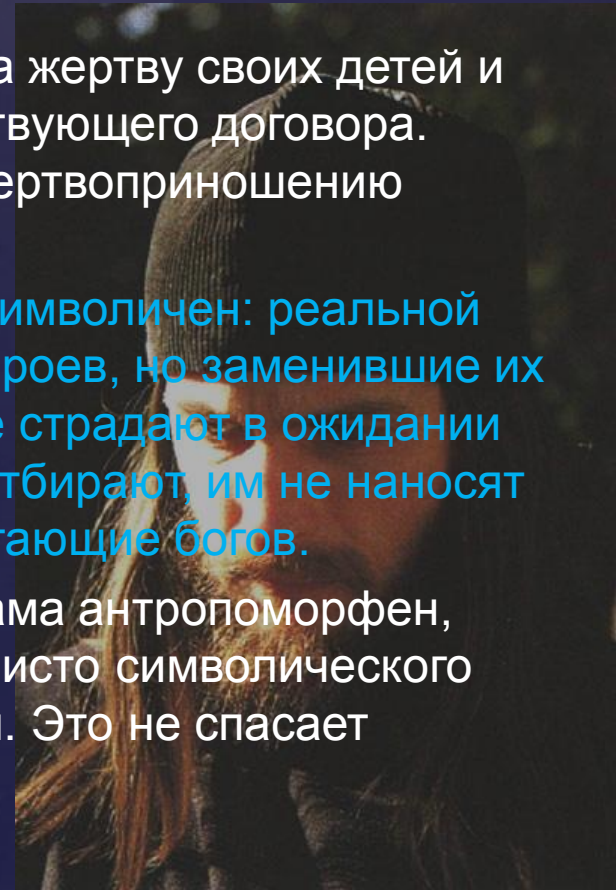 а жертву своих детей и
твующего договора.
ертвоприношению
имволичен: реальной
роев, но заменившие их
е страдают в ожидании
тбирают, им не наносят
гающие богов.
ама антропоморфен,
исто символического
. Это не спасает